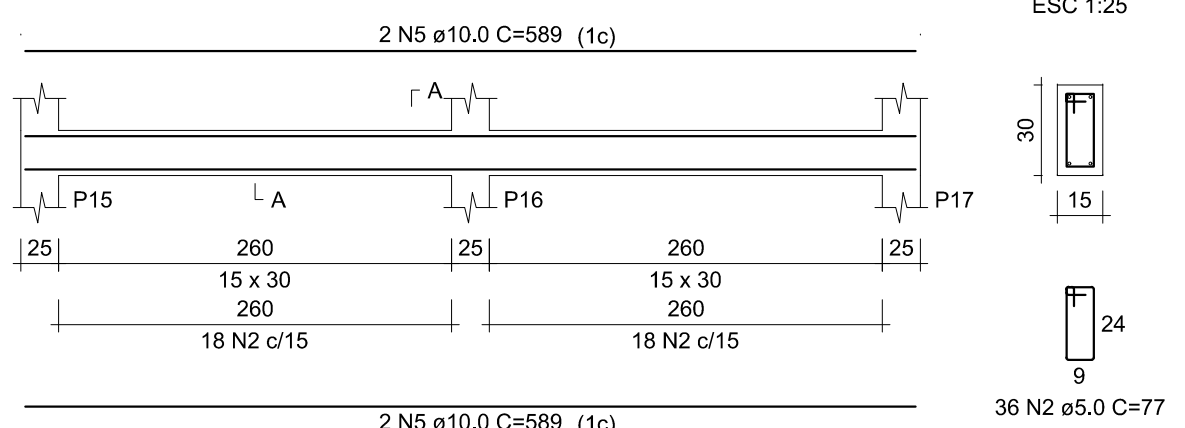 ESC 1:25
2 N5 ø10.0 C=589 (1c)
A
30
P15
A
P16
P17
15
25
260
25
260
25
15 x 30
15 x 30
260
260
18 N2 c/15
18 N2 c/15
24
9
36 N2 ø5.0 C=77
2 N5 ø10.0 C=589 (1c)